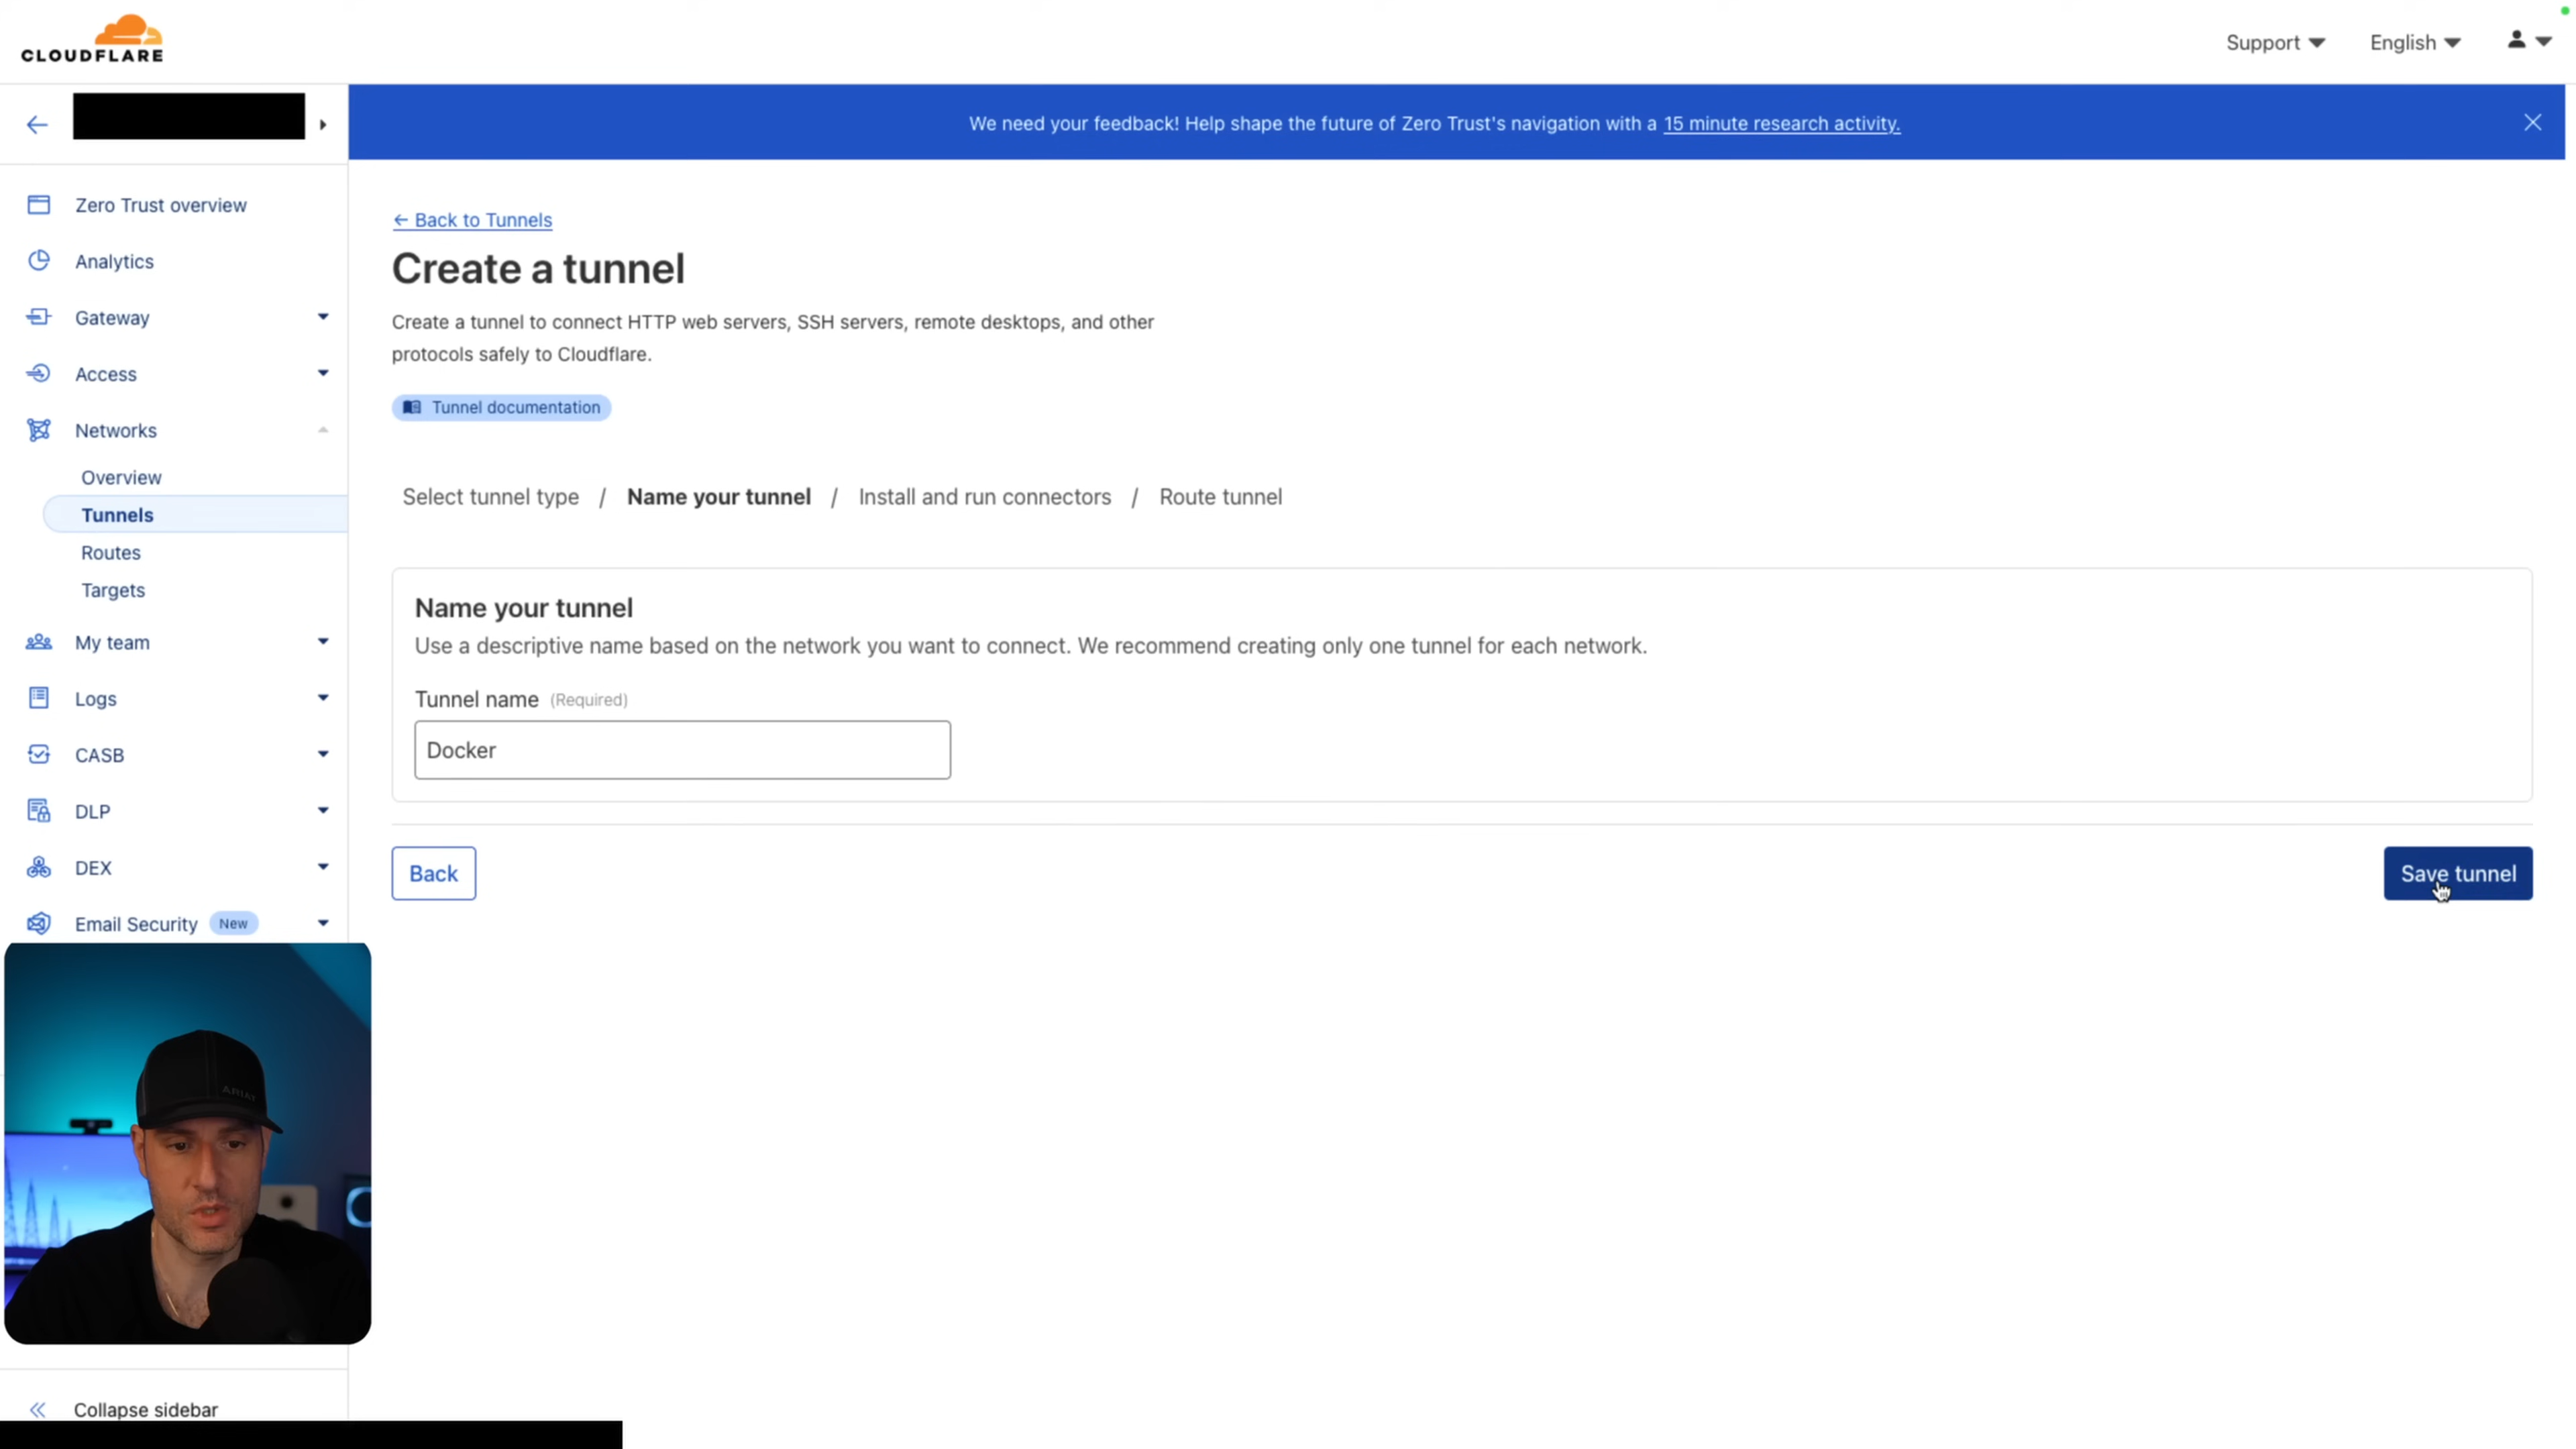 CLOUDFLARE
Support
English
We need your feedback! Help shape the future of Zero Trust's navigation with a 15 minute research activity.
Zero Trust overview
Analytics
Gateway
Access
Networks
Overview
Tunnels
Routes
Targets
My team
Logs
CASB
DLP
DEX
Email Security New
Collapse sidebar
← Back to Tunnels
Create a tunnel
Create a tunnel to connect HTTP web servers, SSH servers, remote desktops, and other
protocols safely to Cloudflare.
Tunnel documentation
Select tunnel type / Name your tunnel / Install and run connectors / Route tunnel
Name your tunnel
Use a descriptive name based on the network you want to connect. We recommend creating only one tunnel for each network.
Tunnel name (Required)
Docker
Back
Save tunnel
ARIAT